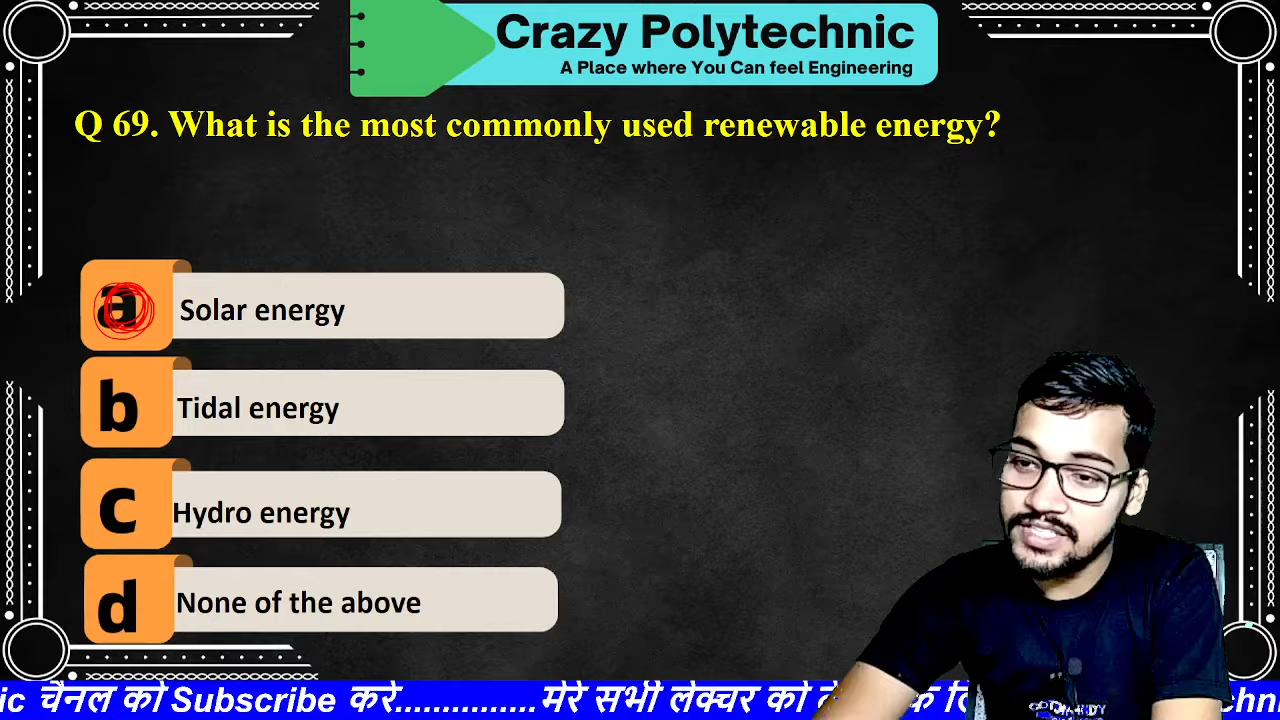 Crazy Polytechnic
A Place where You Can feel Engineering
Q 69. What is the most commonly used renewable energy?
a Solar energy
b Tidal energy
c Hydro energy
d None of the above
ic चैनल को Subscribe करे............... मेरे सभी लेक्चर को